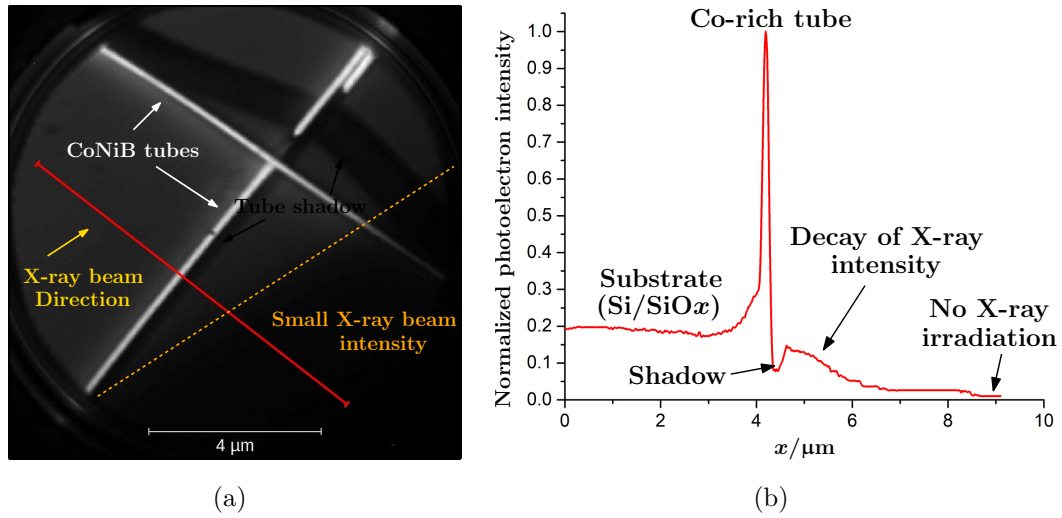 CoNiB tubes
Tube shadow
X-ray beam
Direction
Small X-ray beam
intensity
4 µm
(a)
Normalized photoelectron intensity
1.0
0.9
0.8
0.7
0.6
0.5
0.4
0.3
0.2
0.1
0.0
Co-rich tube
Decay of X-ray
intensity
Substrate
(Si/SiOx)
No X-ray
irradiation
Shadow
0
2
4
6
8
10
x/µm
(b)